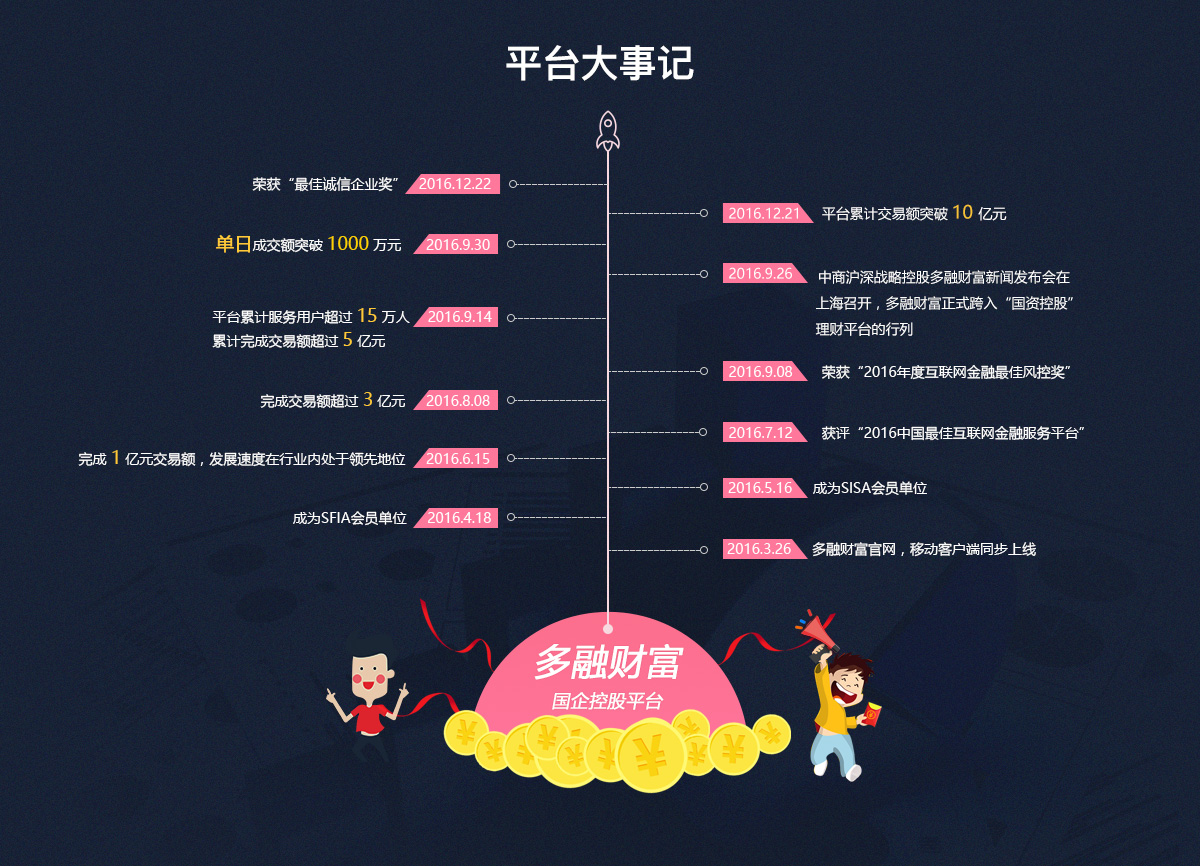 平台大事记
荣获“最佳诚信企业奖” 2016.12.22
2016.12.21 平台累计交易额突破 10 亿元
单日成交额突破 1000 万元 2016.9.30
2016.9.26 中商沪深战略控股多融财富新闻发布会在
上海召开，多融财富正式跨入“国资控股”
理财平台的行列
平台累计服务用户超过 15 万人 2016.9.14
累计完成交易额超过 5 亿元
2016.9.08 荣获“2016年度互联网金融最佳风控奖”
完成交易额超过 3 亿元 2016.8.08
2016.7.12 获评“2016中国最佳互联网金融服务平台”
完成 1 亿元交易额，发展速度在行业内处于领先地位 2016.6.15
2016.5.16 成为SISA会员单位
成为SFIA会员单位 2016.4.18
2016.3.26 多融财富官网，移动客户端同步上线
多融财富
国企控股平台